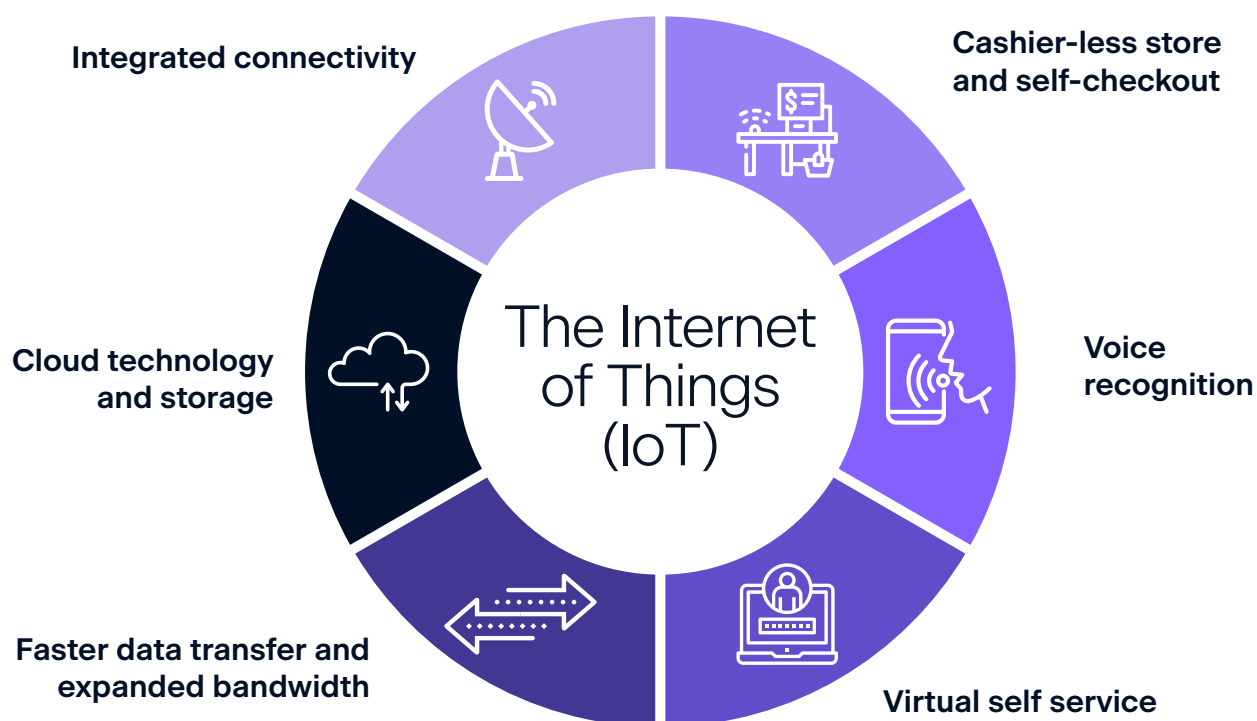 Integrated connectivity
Cashier-less store
and self-checkout
$
The Internet
of Things
(IoT)
Cloud technology
and storage
Voice
recognition
Faster data transfer and
expanded bandwidth
Virtual self service